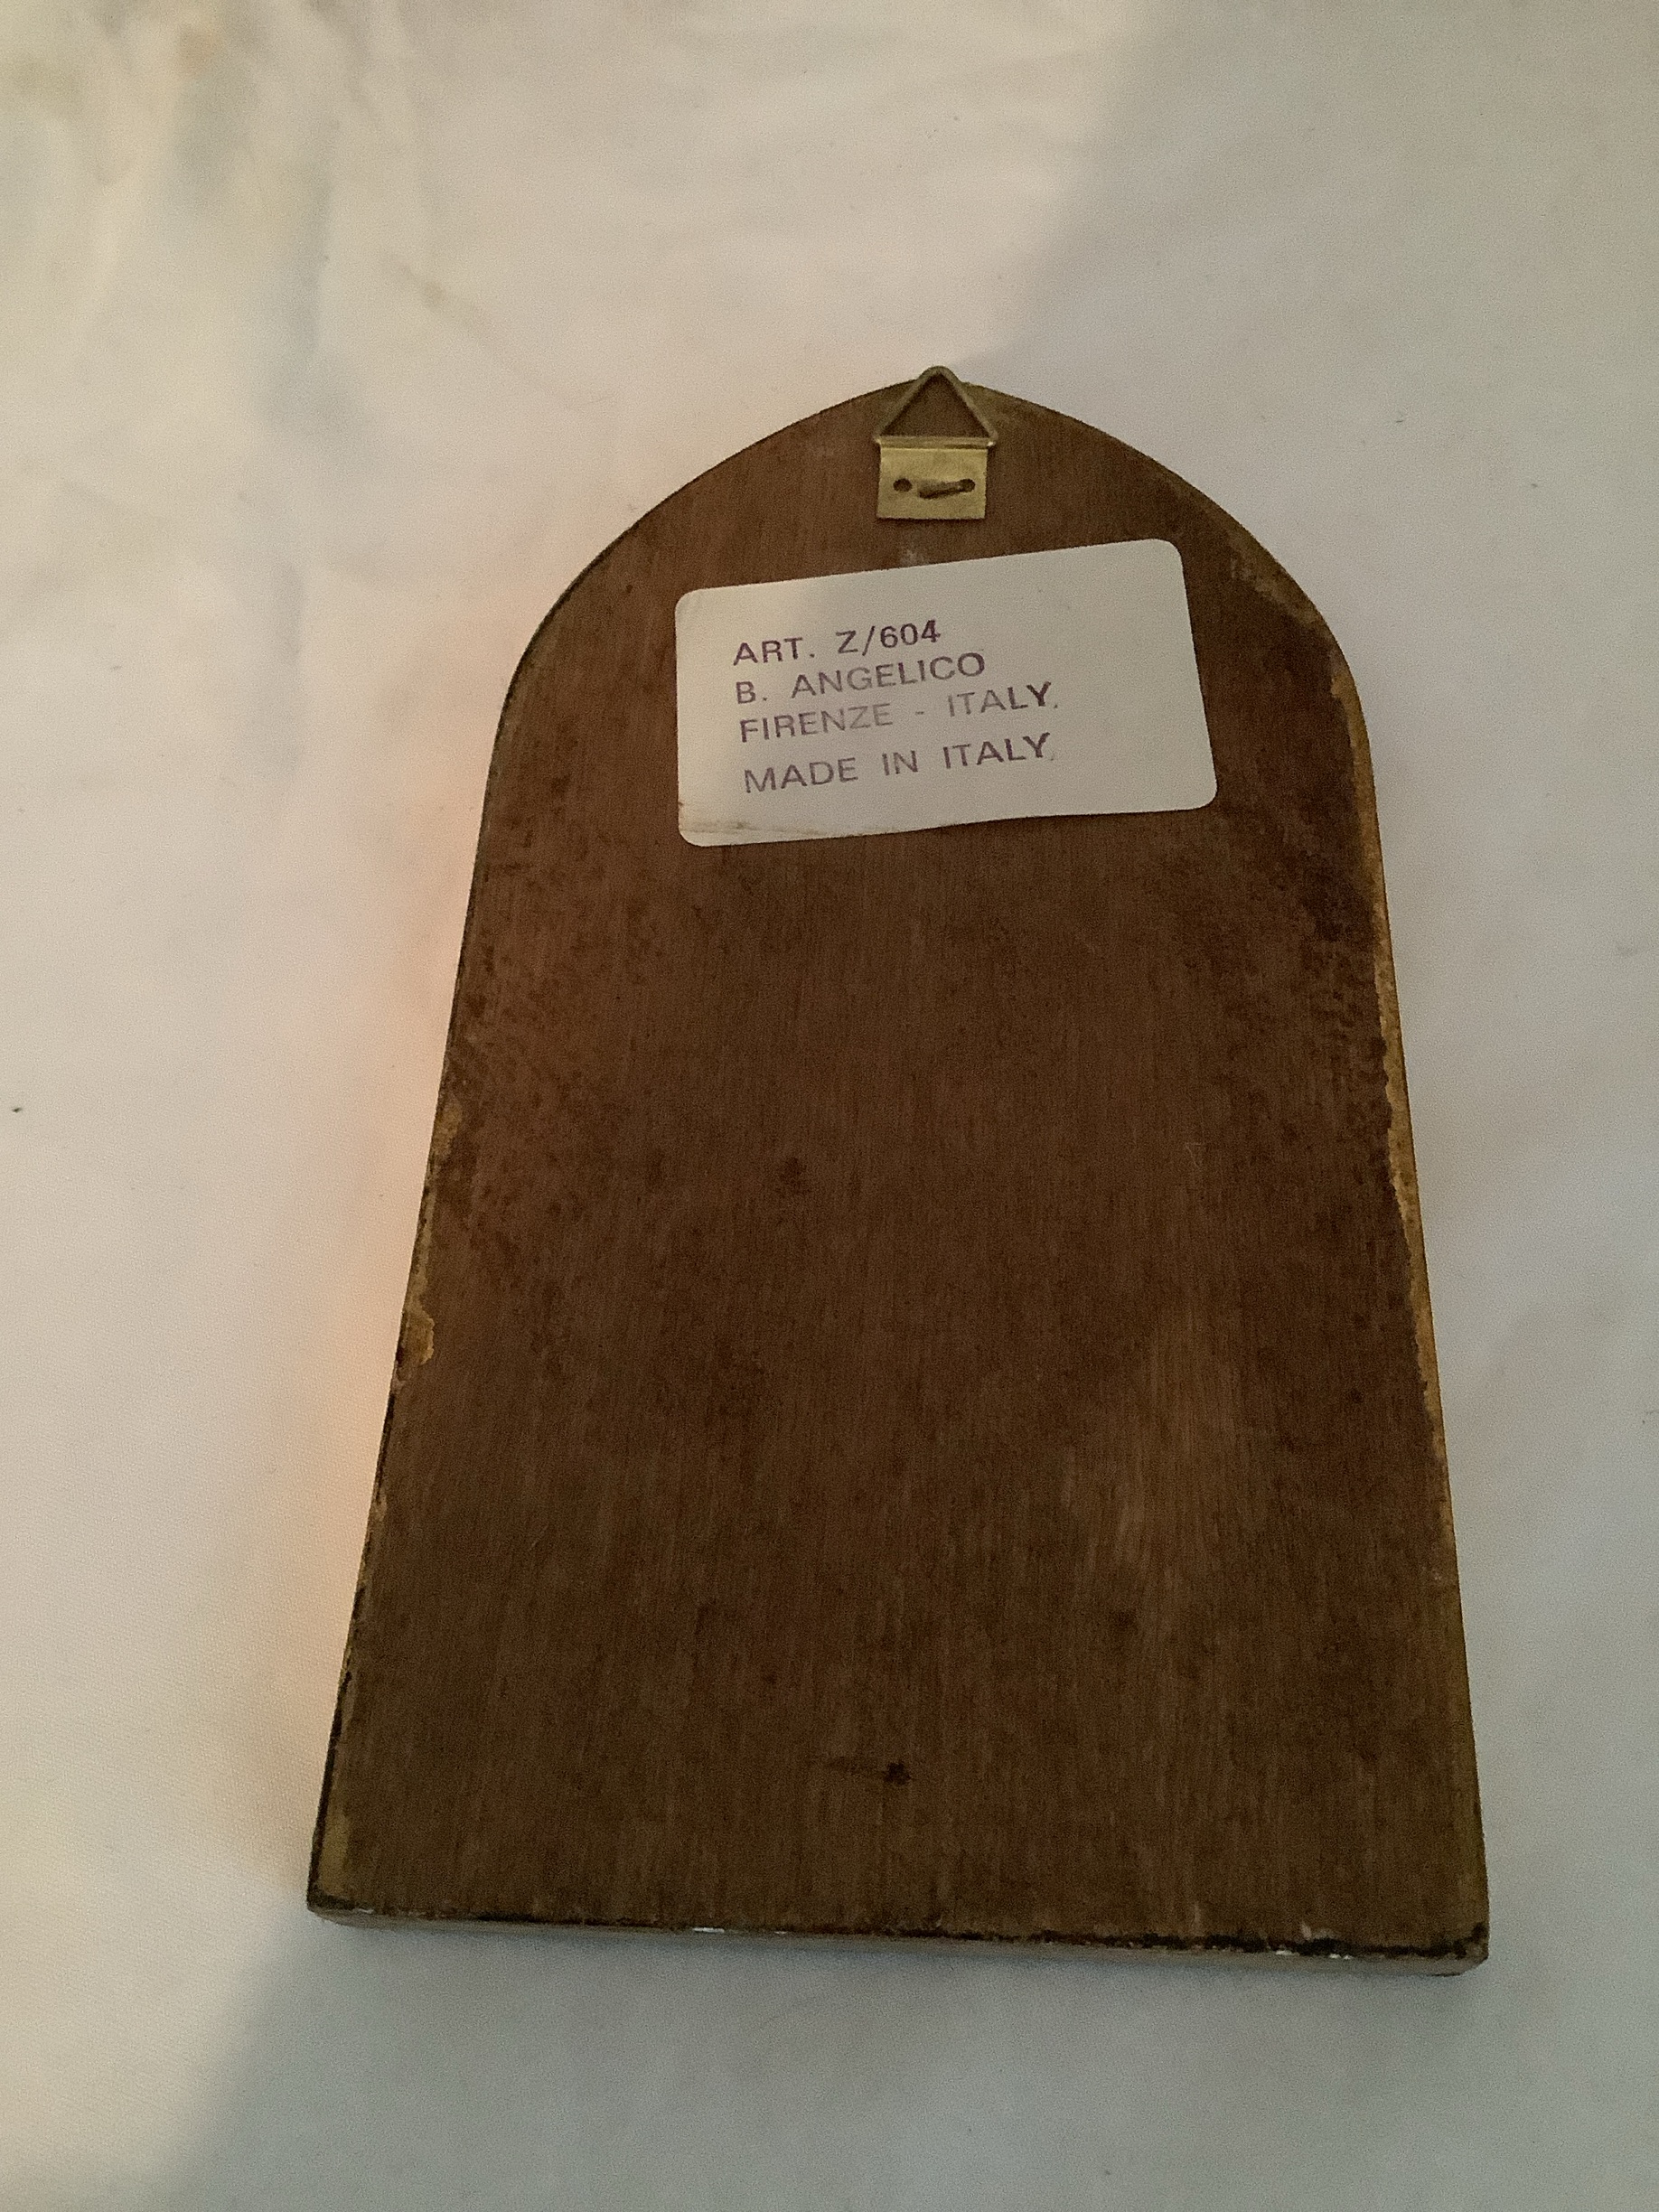 ART. Z/604
B. ANGELICO
FIRENZE - ITALY.
MADE IN ITALY.